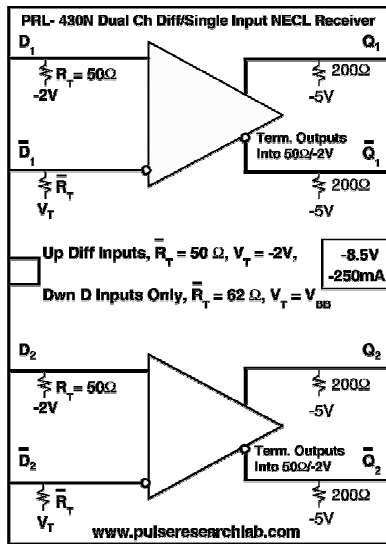 PRL- 430N Dual Ch Diff/Single Input NECL Receiver
D1 Q1
RT = 50Ω 200Ω
-2V -5V
D̅1 Term. Outputs Q̅1
Into 50Ω/-2V
R̅T 200Ω
VT -5V
Up Diff Inputs, R̅T = 50 Ω, VT = -2V,
-8.5V
-250mA
Dwn D Inputs Only, R̅T = 62 Ω, VT = VBB
D2 Q2
RT = 50Ω 200Ω
-2V -5V
D̅2 Term. Outputs Q̅2
Into 50Ω/-2V
R̅T 200Ω
VT -5V
www.pulseresearchlab.com